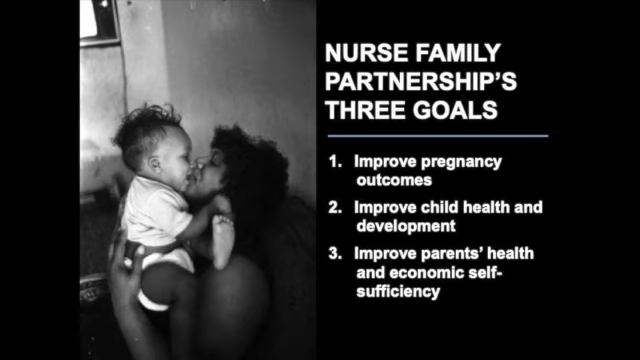 NURSE FAMILY
PARTNERSHIP'S
THREE GOALS
1. Improve pregnancy
outcomes
2. Improve child health and
development
3. Improve parents' health
and economic self-
sufficiency